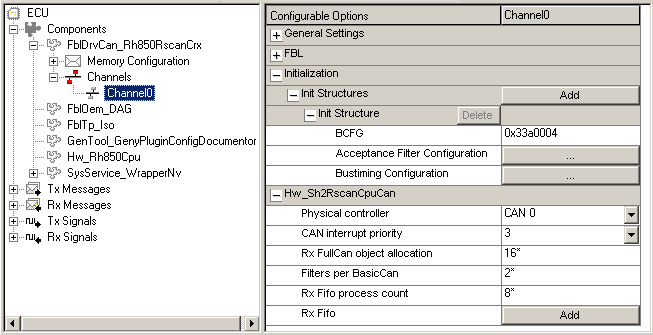 ECU
Components
FblDrvCan_Rh850RscanCrx
Memory Configuration
Channels
Channel0
FblOem_DAG
FblTp_Iso
GenTool_GenyPluginConfigDocumentor
Hw_Rh850Cpu
SysService_WrapperNv
Tx Messages
Rx Messages
Tx Signals
Rx Signals
Configurable Options Channel0
General Settings
FBL
Initialization
Init Structures Add
Init Structure Delete
BCFG 0x33a0004
Acceptance Filter Configuration ...
Bustiming Configuration ...
Hw_Sh2RscanCpuCan
Physical controller CAN 0
CAN interrupt priority 3
Rx FullCan object allocation 16*
Filters per BasicCan 2*
Rx Fifo process count 8*
Rx Fifo Add